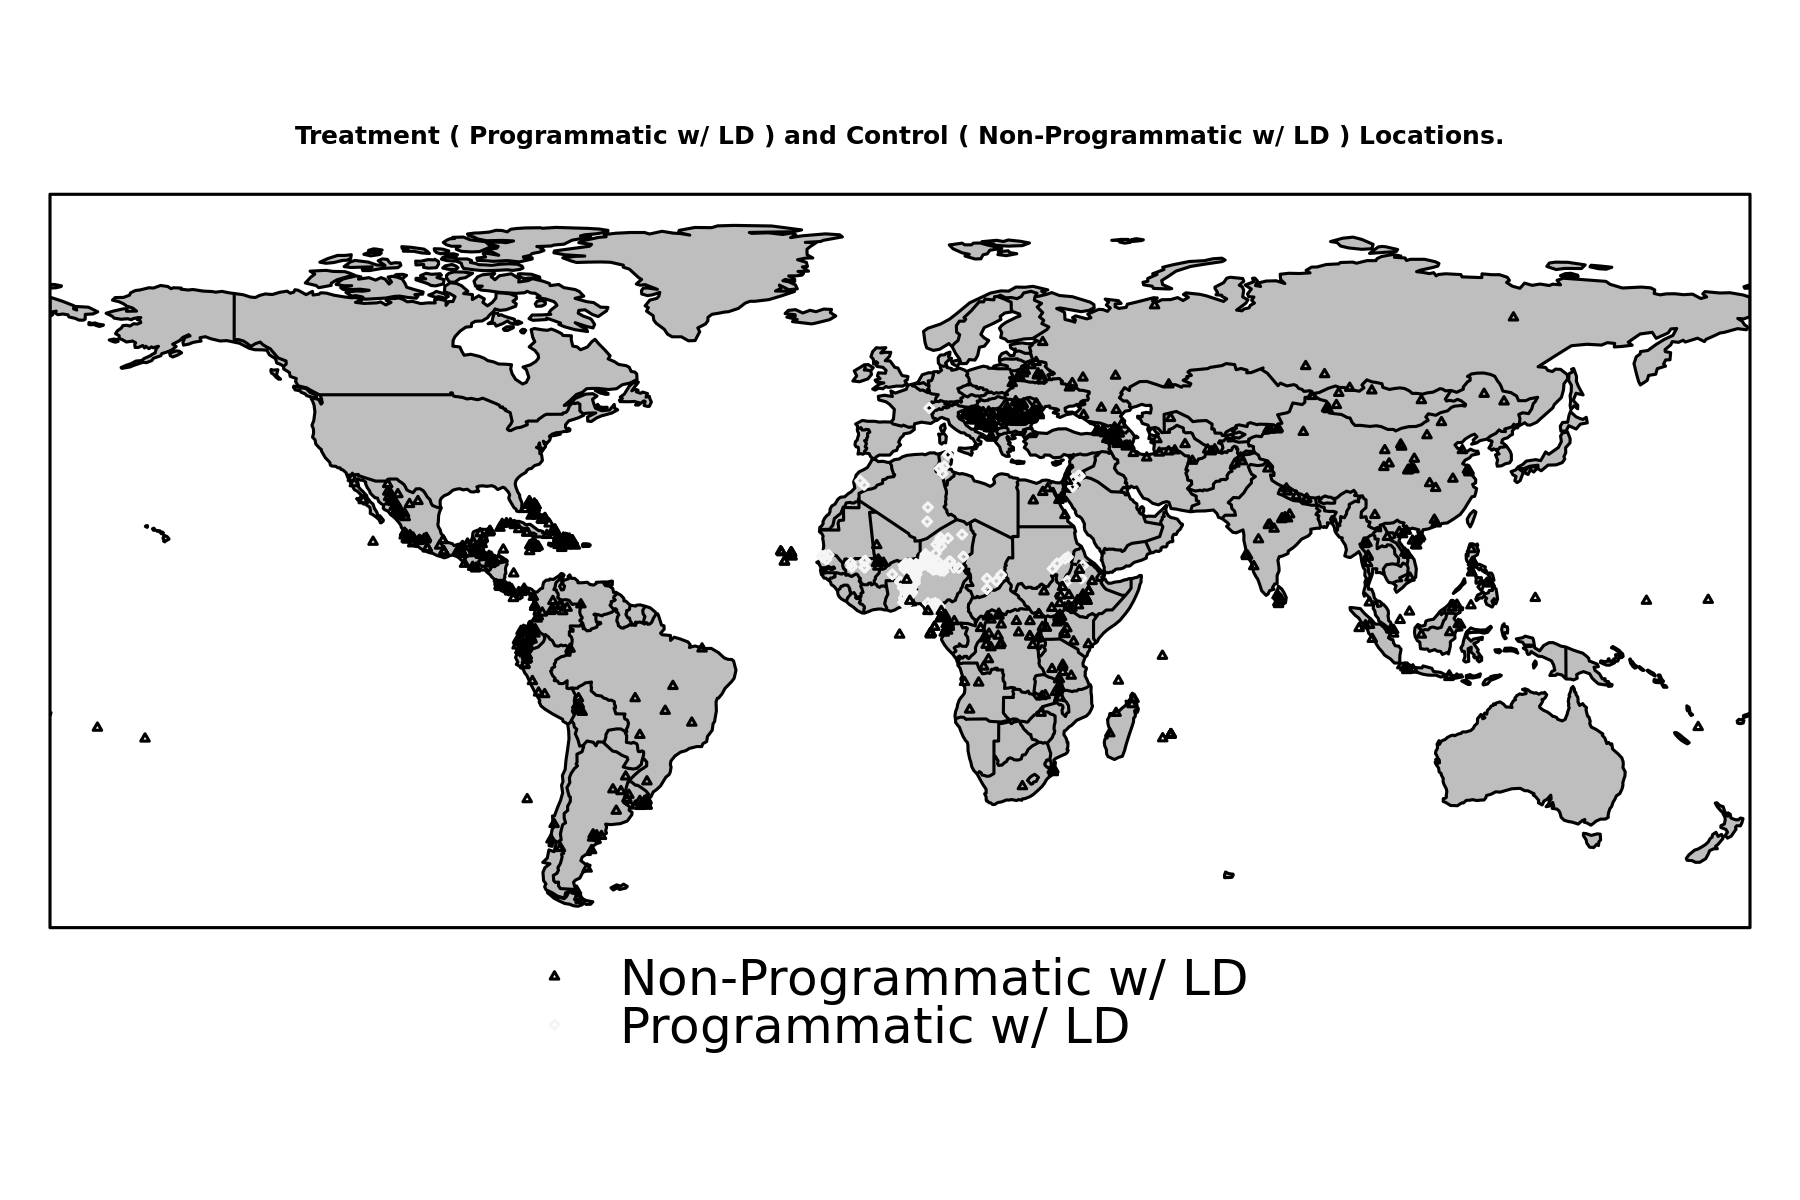 Treatment ( Programmatic w/ LD ) and Control ( Non-Programmatic w/ LD ) Locations.
Non-Programmatic w/ LD
Programmatic w/ LD